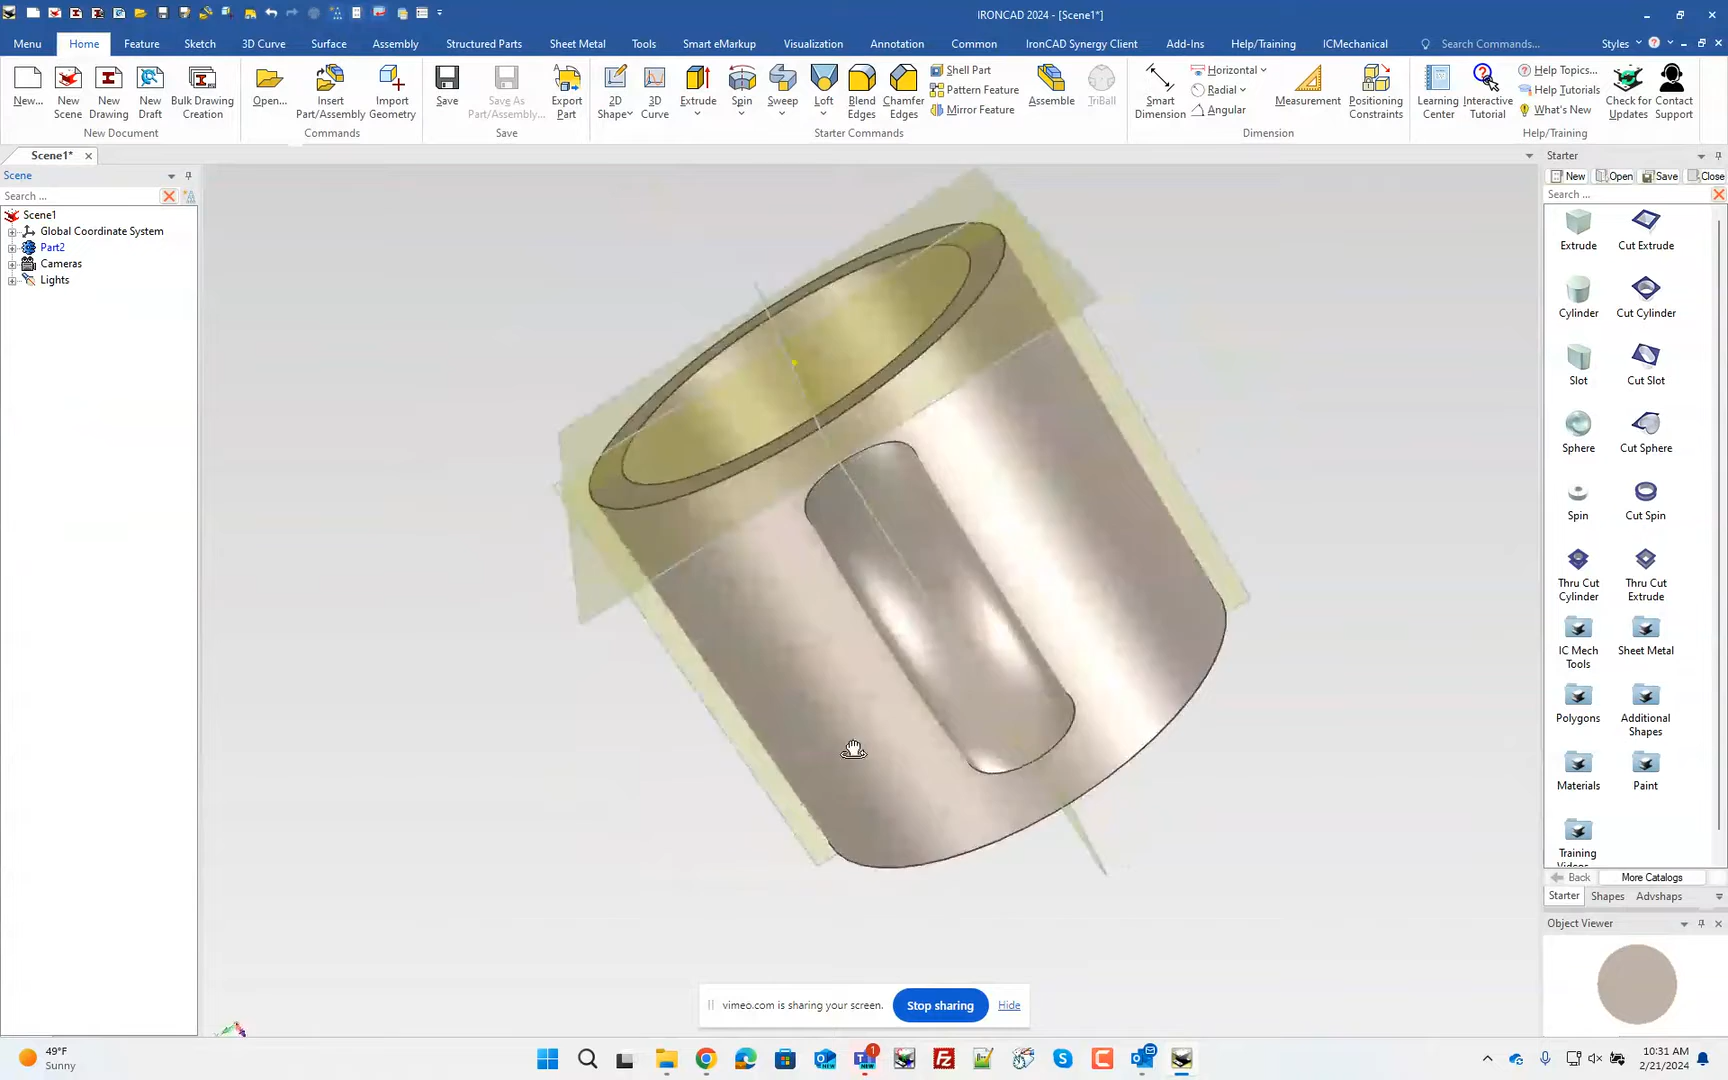 IRONCAD 2024 - [Scene1*]
Menu Home Feature Sketch 3D Curve Surface Assembly Structured Parts Sheet Metal Tools Smart eMarkup Visualization Annotation Common IronCAD Synergy Client Add-Ins Help/Training ICMechanical Search Commands... Styles
New... New Scene New Drawing New Draft Bulk Drawing Creation
New Document
Open... Insert Part/Assembly Import Geometry
Commands
Save Save As Part/Assembly... Export Part
Save
2D Shape 3D Curve Extrude Spin Sweep Loft Blend Edges Chamfer Edges
Shell Part
Pattern Feature
Mirror Feature
Assemble TriBall
Starter Commands
Smart Dimension
Horizontal
Radial
Angular
Measurement Positioning Constraints
Dimension
Learning Center Interactive Tutorial
Help Topics...
Help Tutorials
What's New
Check for Updates Contact Support
Help/Training
Scene1*
Scene
Search ...
Scene1
Global Coordinate System
Part2
Cameras
Lights
Starter
New Open Save Close
Search ...
Extrude Cut Extrude
Cylinder Cut Cylinder
Slot Cut Slot
Sphere Cut Sphere
Spin Cut Spin
Thru Cut Cylinder Thru Cut Extrude
IC Mech Tools Sheet Metal
Polygons Additional Shapes
Materials Paint
Training
Back More Catalogs
Starter Shapes Advshaps
Object Viewer
vimeo.com is sharing your screen. Stop sharing Hide
49°F
Sunny
1
NEW
10:31 AM
2/21/2024